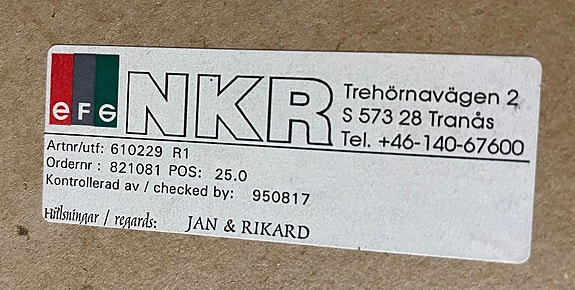 eFG NKR Trehörnavägen 2
S 573 28 Tranås
Tel. +46-140-67600
Artnr/utf: 610229 R1
Ordernr : 821081 POS: 25.0
Kontrollerad av / checked by: 950817
Hälsningar / regards: JAN & RIKARD